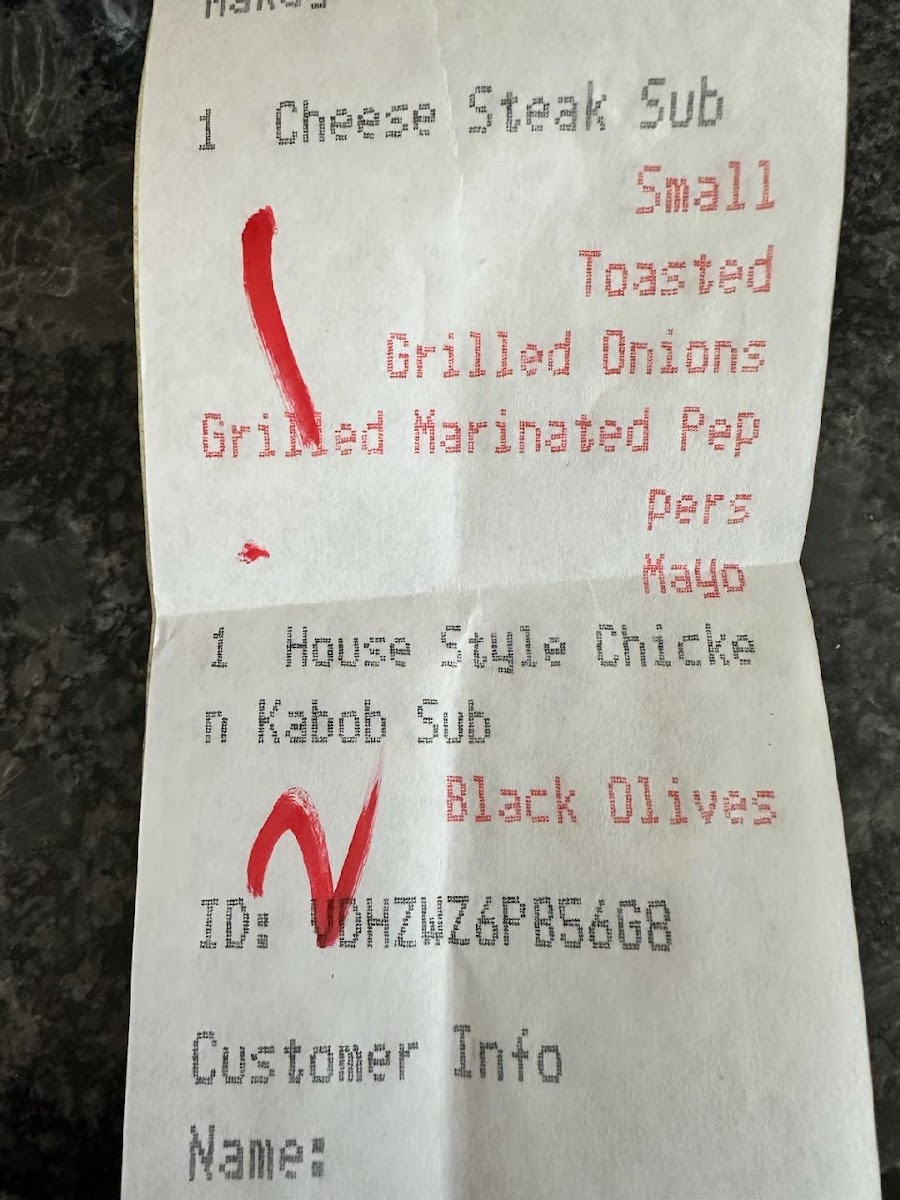 1 Cheese Steak Sub
Small
Toasted
Grilled Onions
Grilled Marinated Pep
pers
Mayo
1 House Style Chicke
n Kabob Sub
Black Olives
ID: VDHZWZ6PB56G8
Customer Info
Name: